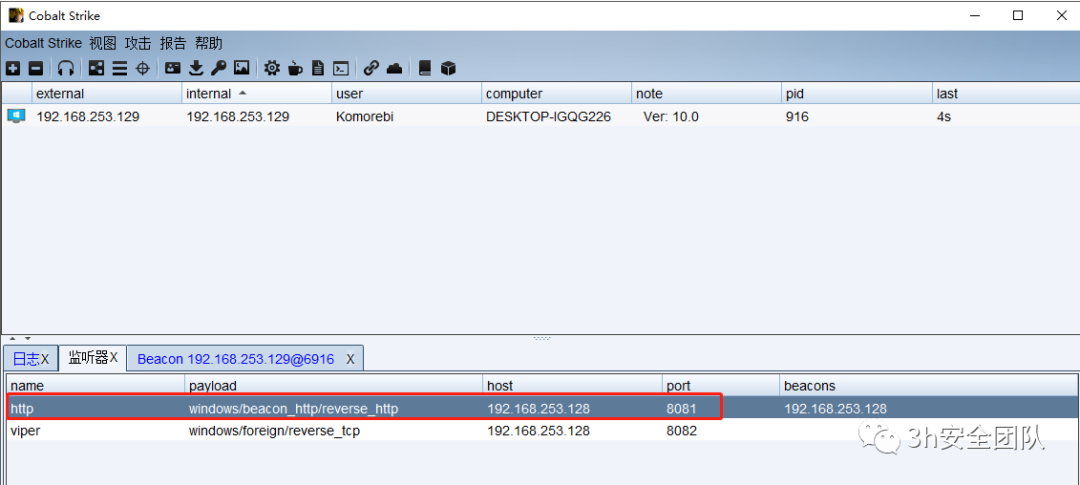 Cobalt Strike
Cobalt Strike 视图 攻击 报告 帮助
external internal user computer note pid last
192.168.253.129 192.168.253.129 Komorebi DESKTOP-IGQG226 Ver: 10.0 916 4s
日志X 监听器X Beacon 192.168.253.129@6916 X
name payload host port beacons
http windows/beacon_http/reverse_http 192.168.253.128 8081 192.168.253.128
viper windows/foreign/reverse_tcp 192.168.253.128 8082
3h安全团队